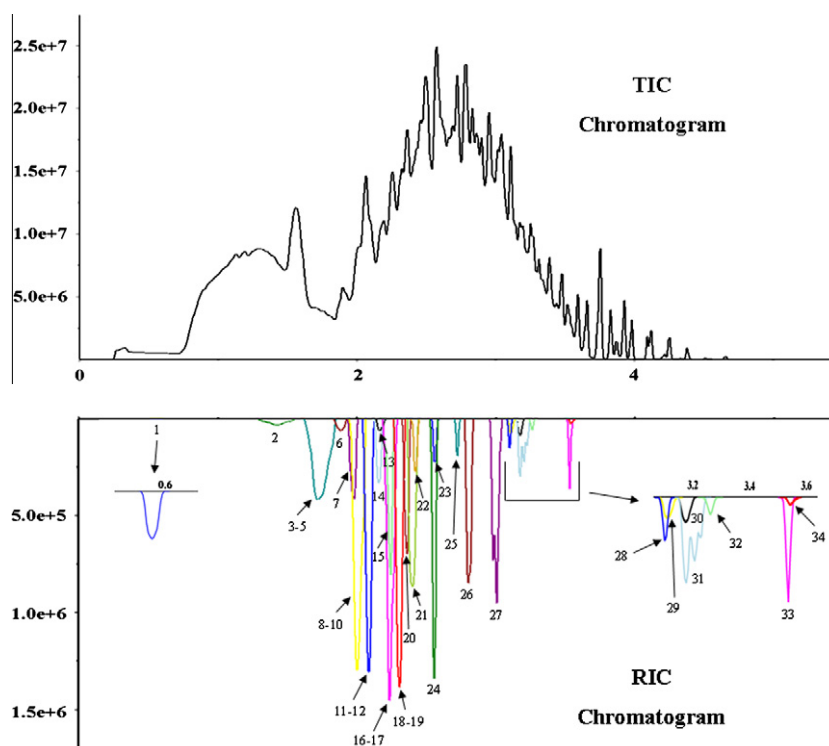 2.5e+7
TIC
2.0e+7
Chromatogram
1.5e+7
1.0e+7
5.0e+6
0 2 4
1 2 6 13
0.6 3.2 3.4 3.6
7 14 22 23
3-5 25 30 34
5.0e+5
15 28 32
31
8-10 20 21 26 29
1.0e+6
27 33
24
11-12 18-19
RIC
1.5e+6
16-17
Chromatogram